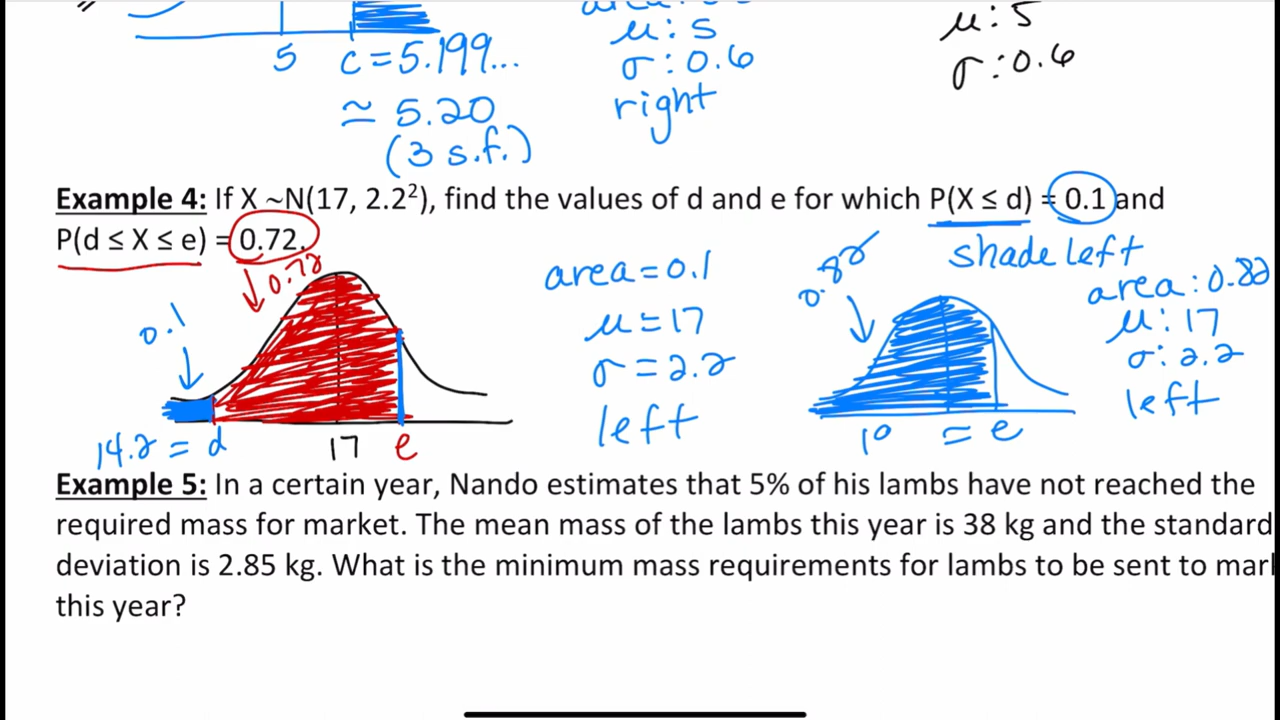 5 c = 5.199...
≃ 5.20
(3 s.f.)
μ : 5
σ : 0.6
right
μ : 5
σ : 0.6
Example 4: If X ~N(17, 2.2²), find the values of d and e for which P(X ≤ d) = 0.1 and
P(d ≤ X ≤ e) = 0.72.
0.72
0.1
14.2 = d 17 e
area = 0.1
μ = 17
σ = 2.2
left
shade left
0.82
= e
area : 0.82
μ : 17
σ : 2.2
left
Example 5: In a certain year, Nando estimates that 5% of his lambs have not reached the
required mass for market. The mean mass of the lambs this year is 38 kg and the standard
deviation is 2.85 kg. What is the minimum mass requirements for lambs to be sent to mar
this year?